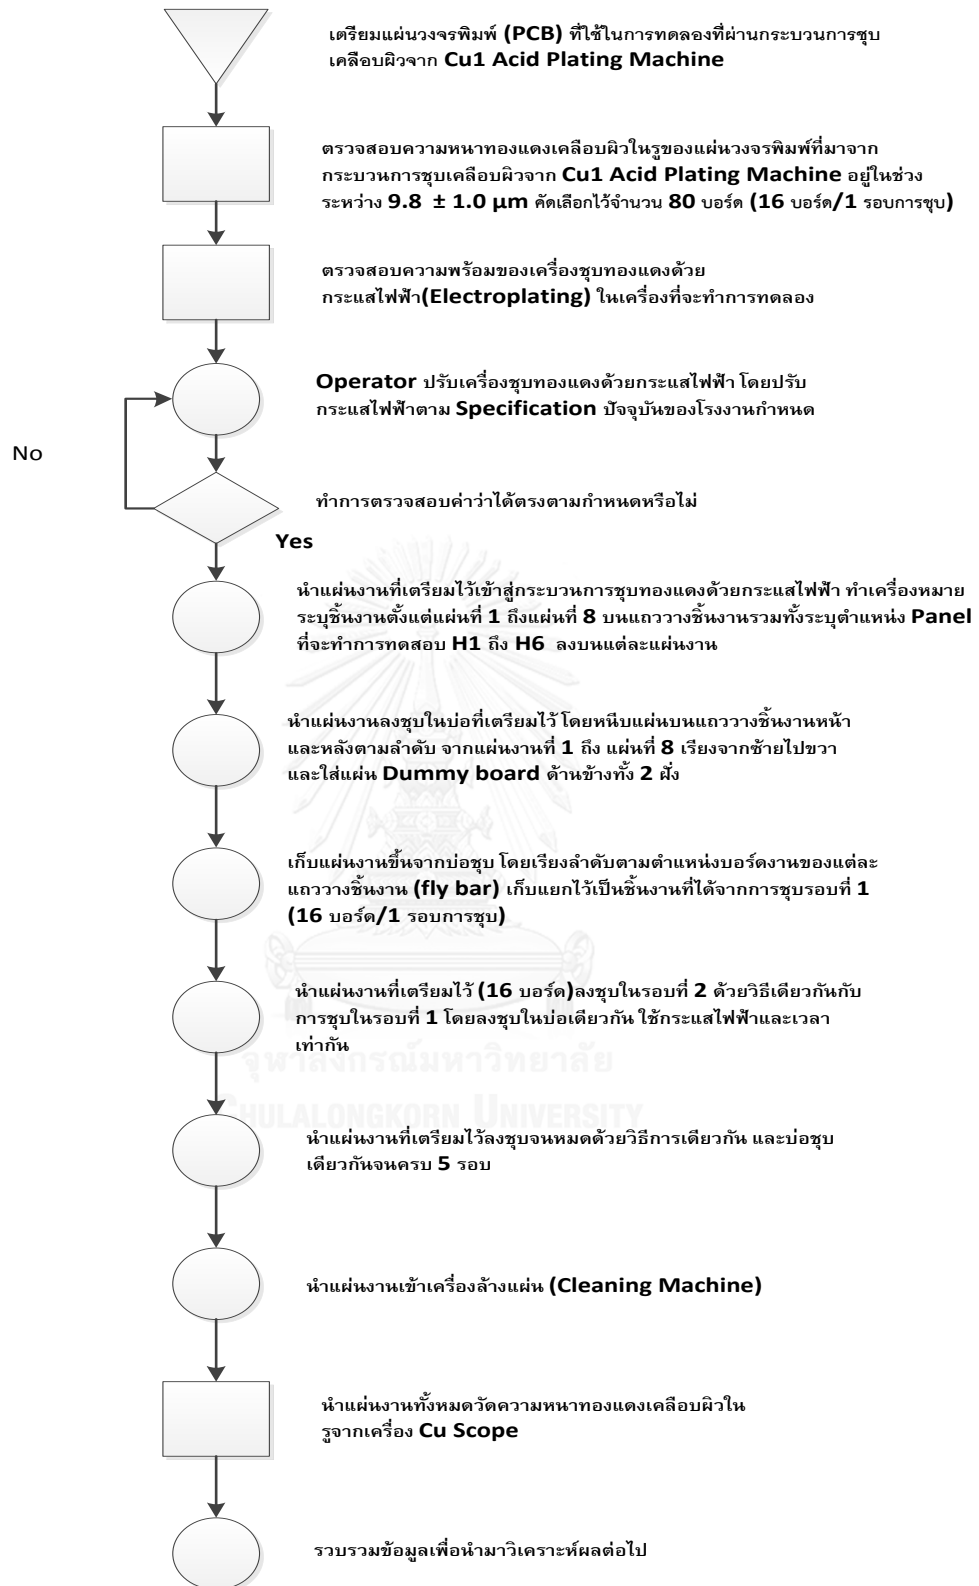 เตรียมแผ่นวงจรพิมพ์ (PCB) ที่ใช้ในการทดลองที่ผ่านกระบวนการชุบ
เคลือบผิวจาก Cu1 Acid Plating Machine
ตรวจสอบความหนาทองแดงเคลือบผิวในรูของแผ่นวงจรพิมพ์ที่มาจาก
กระบวนการชุบเคลือบผิวจาก Cu1 Acid Plating Machine อยู่ในช่วง
ระหว่าง 9.8 ± 1.0 µm คัดเลือกไว้จำนวน 80 บอร์ด (16 บอร์ด/1 รอบการชุบ)
ตรวจสอบความพร้อมของเครื่องชุบทองแดงด้วย
กระแสไฟฟ้า(Electroplating) ในเครื่องที่จะทำการทดลอง
Operator ปรับเครื่องชุบทองแดงด้วยกระแสไฟฟ้า โดยปรับ
กระแสไฟฟ้าตาม Specification ปัจจุบันของโรงงานกำหนด
No
ทำการตรวจสอบค่าว่าได้ตรงตามกำหนดหรือไม่
Yes
นำแผ่นงานที่เตรียมไว้เข้าสู่กระบวนการชุบทองแดงด้วยกระแสไฟฟ้า ทำเครื่องหมาย
ระบุชิ้นงานตั้งแต่แผ่นที่ 1 ถึงแผ่นที่ 8 บนแถววางชิ้นงานรวมทั้งระบุตำแหน่ง Panel
ที่จะทำการทดสอบ H1 ถึง H6 ลงบนแต่ละแผ่นงาน
นำแผ่นงานลงชุบในบ่อที่เตรียมไว้ โดยหนีบแผ่นบนแถววางชิ้นงานหน้า
และหลังตามลำดับ จากแผ่นงานที่ 1 ถึง แผ่นที่ 8 เรียงจากซ้ายไปขวา
และใส่แผ่น Dummy board ด้านข้างทั้ง 2 ฝั่ง
เก็บแผ่นงานขึ้นจากบ่อชุบ โดยเรียงลำดับตามตำแหน่งบอร์ดงานของแต่ละ
แถววางชิ้นงาน (fly bar) เก็บแยกไว้เป็นชิ้นงานที่ได้จากการชุบรอบที่ 1
(16 บอร์ด/1 รอบการชุบ)
นำแผ่นงานที่เตรียมไว้ (16 บอร์ด)ลงชุบในรอบที่ 2 ด้วยวิธีเดียวกันกับ
การชุบในรอบที่ 1 โดยลงชุบในบ่อเดียวกัน ใช้กระแสไฟฟ้าและเวลา
เท่ากัน
จุฬาลงกรณ์มหาวิทยาลัย
CHULALONGKORN UNIVERSITY
นำแผ่นงานที่เตรียมไว้ลงชุบจนหมดด้วยวิธีการเดียวกัน และบ่อชุบ
เดียวกันจนครบ 5 รอบ
นำแผ่นงานเข้าเครื่องล้างแผ่น (Cleaning Machine)
นำแผ่นงานทั้งหมดวัดความหนาทองแดงเคลือบผิวใน
รูจากเครื่อง Cu Scope
รวบรวมข้อมูลเพื่อนำมาวิเคราะห์ผลต่อไป